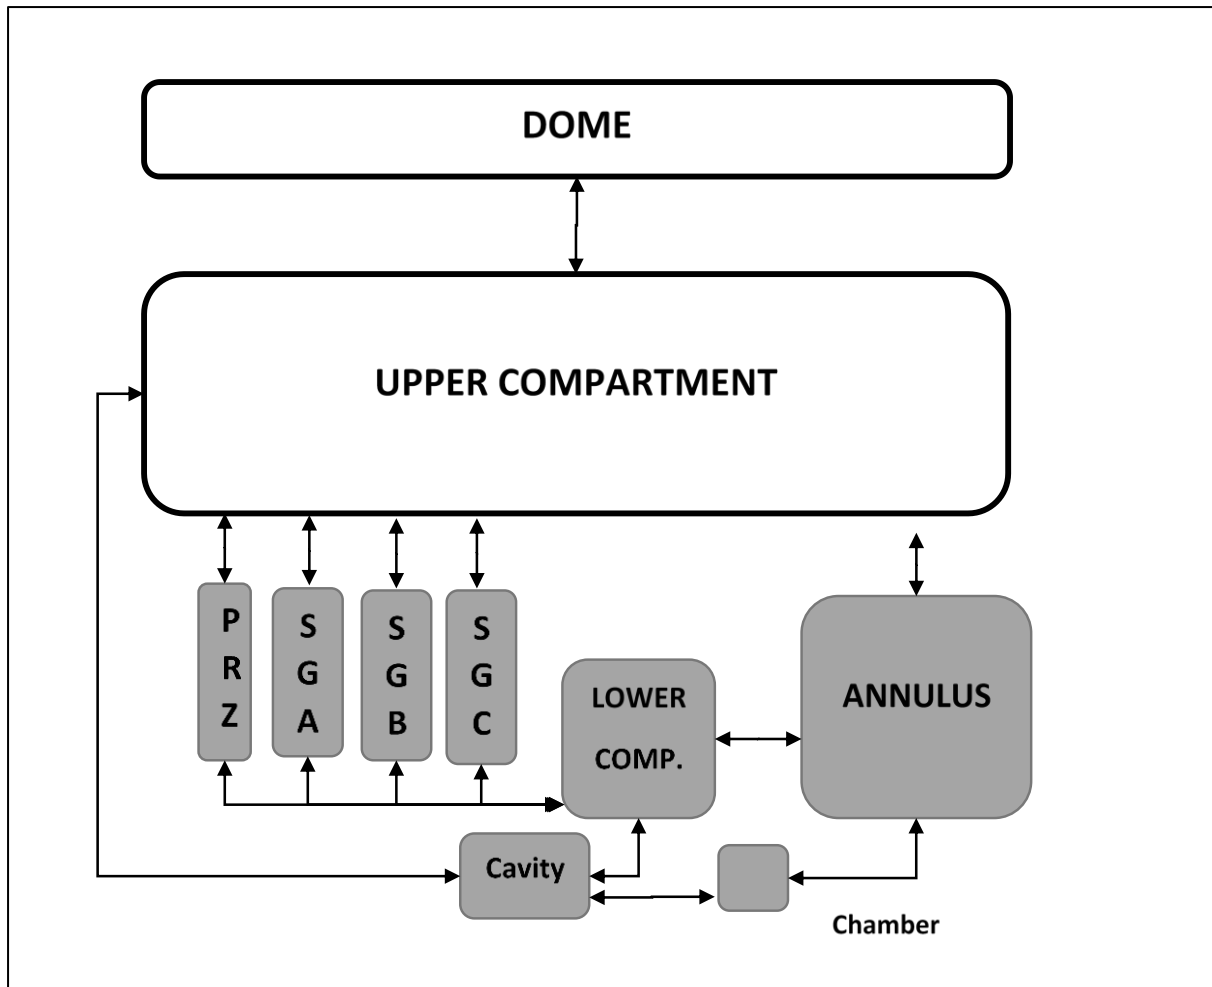 DOME
UPPER COMPARTMENT
P
R
Z
S
G
A
S
G
B
S
G
C
LOWER
COMP.
ANNULUS
Cavity
Chamber